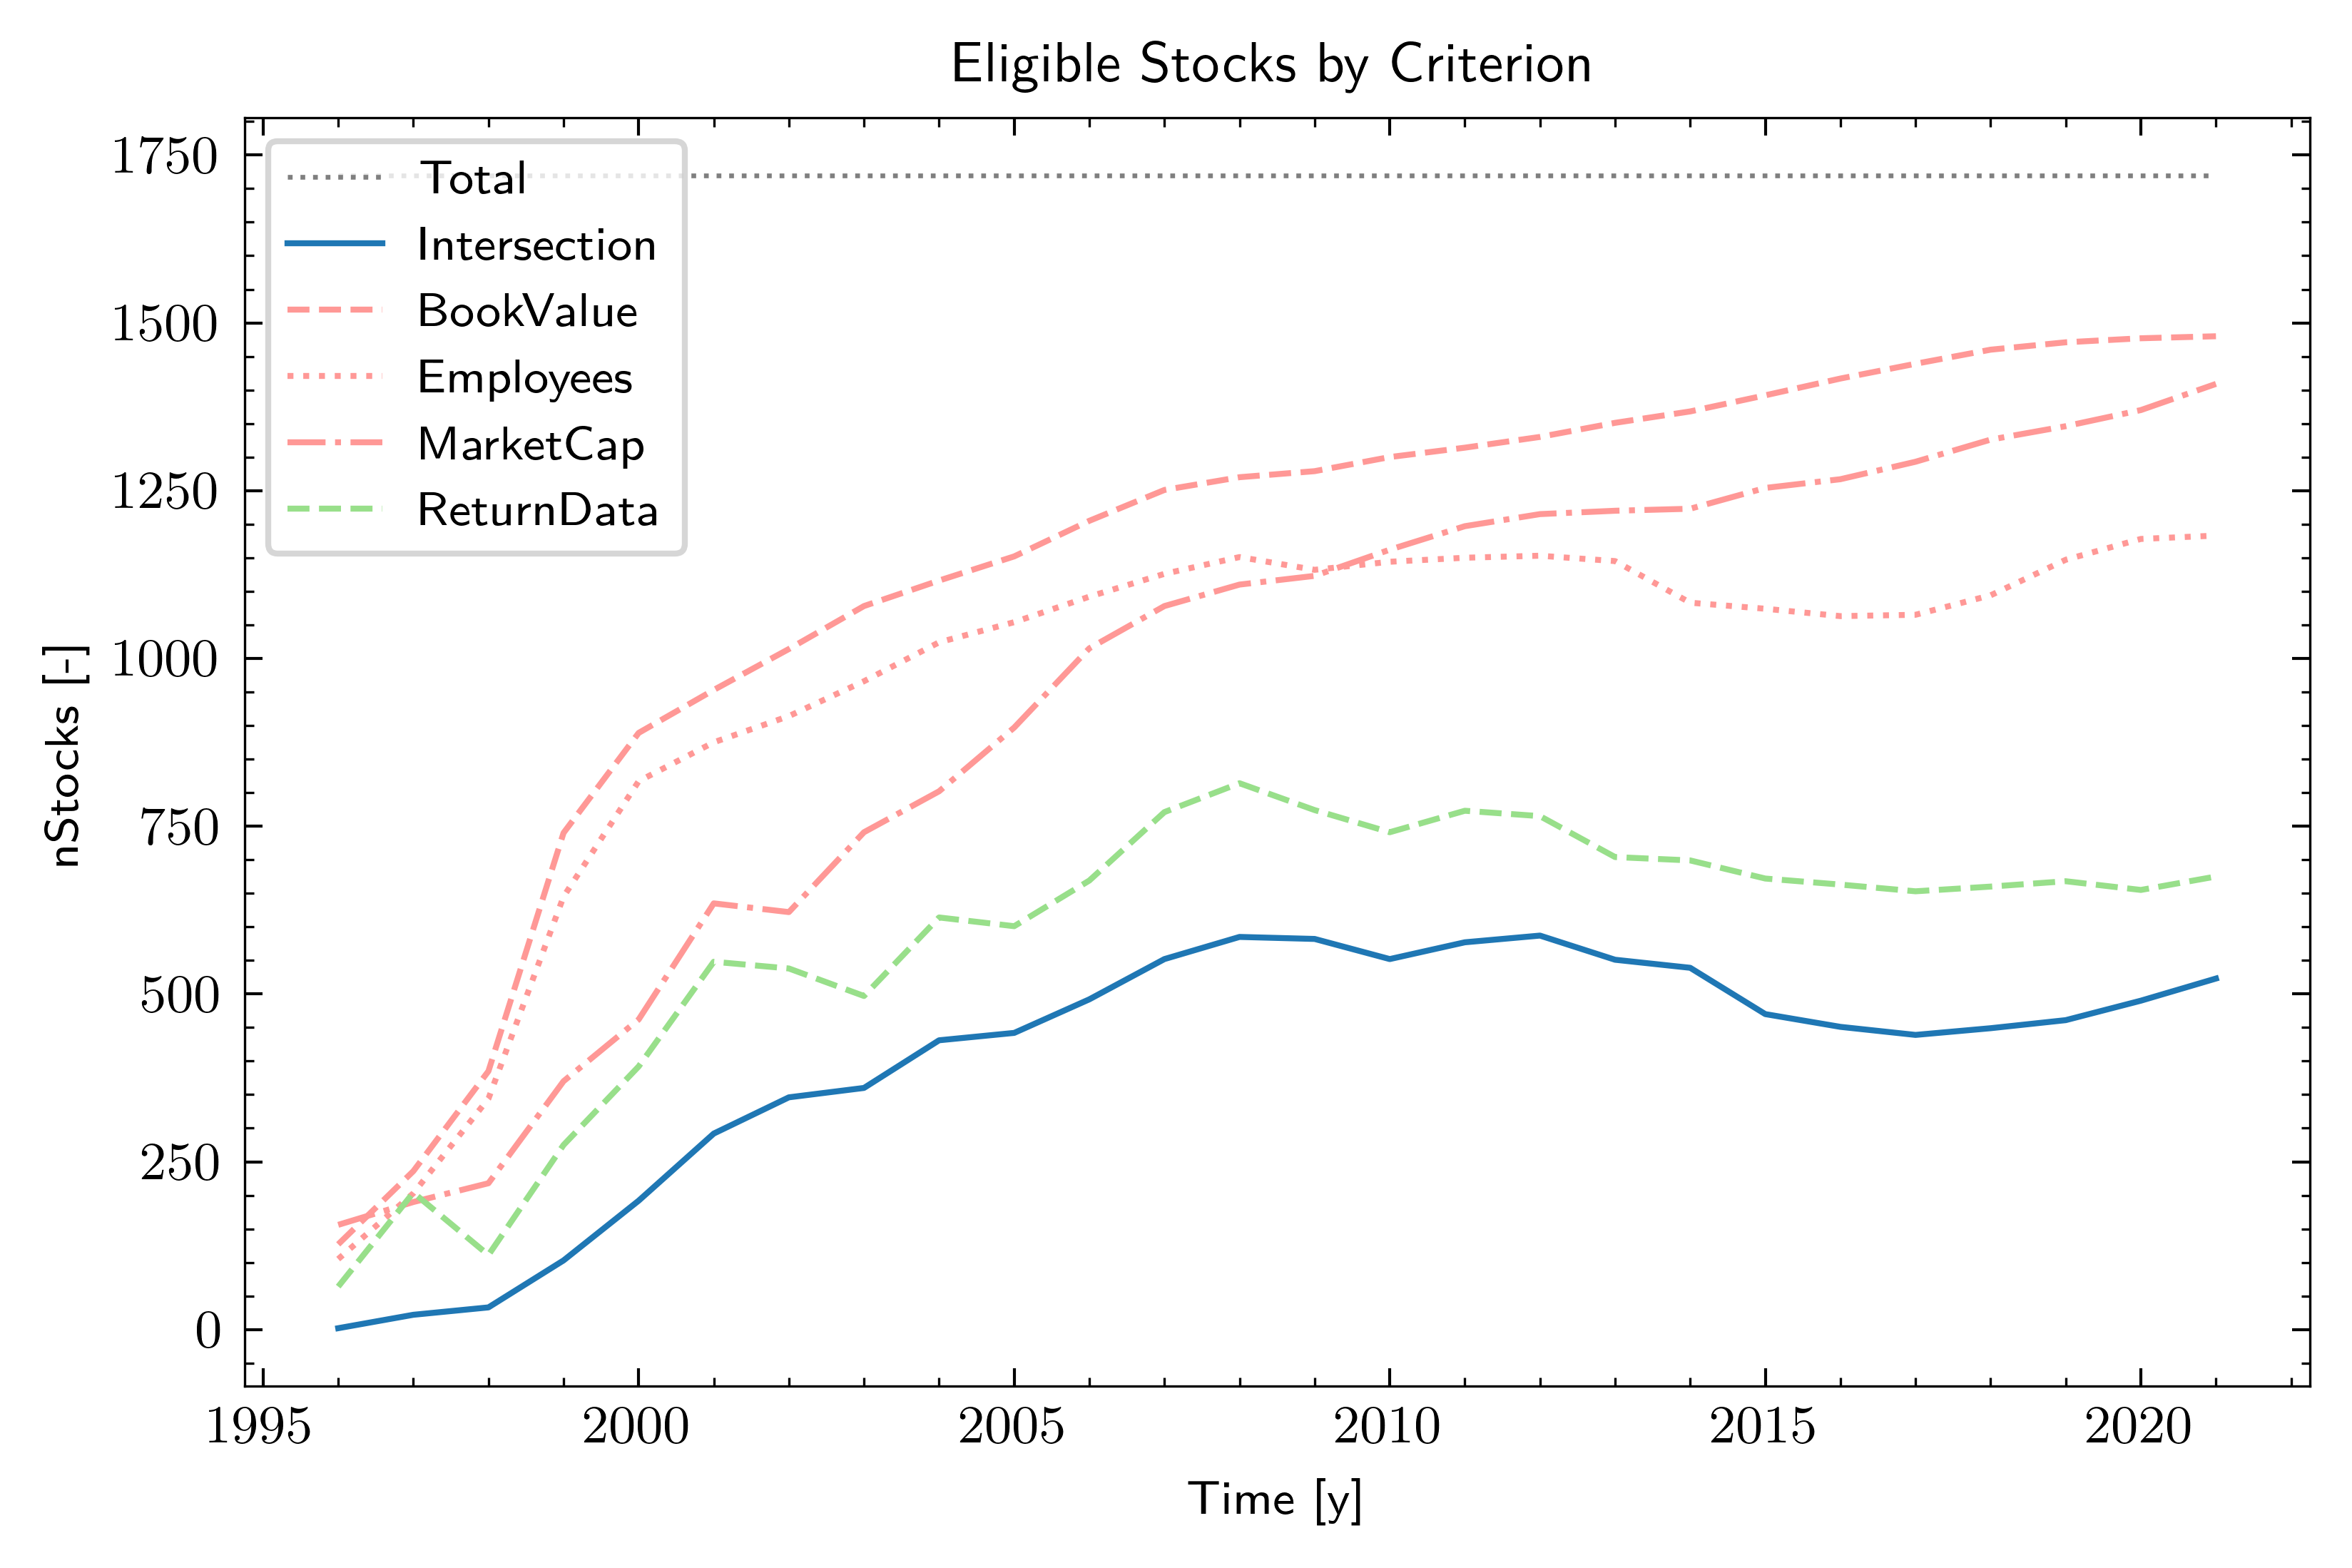 Eligible Stocks by Criterion
1750
1500
1250
1000
750
500
250
0
nStocks [-]
Total
Intersection
BookValue
Employees
MarketCap
ReturnData
1995 2000 2005 2010 2015 2020
Time [y]